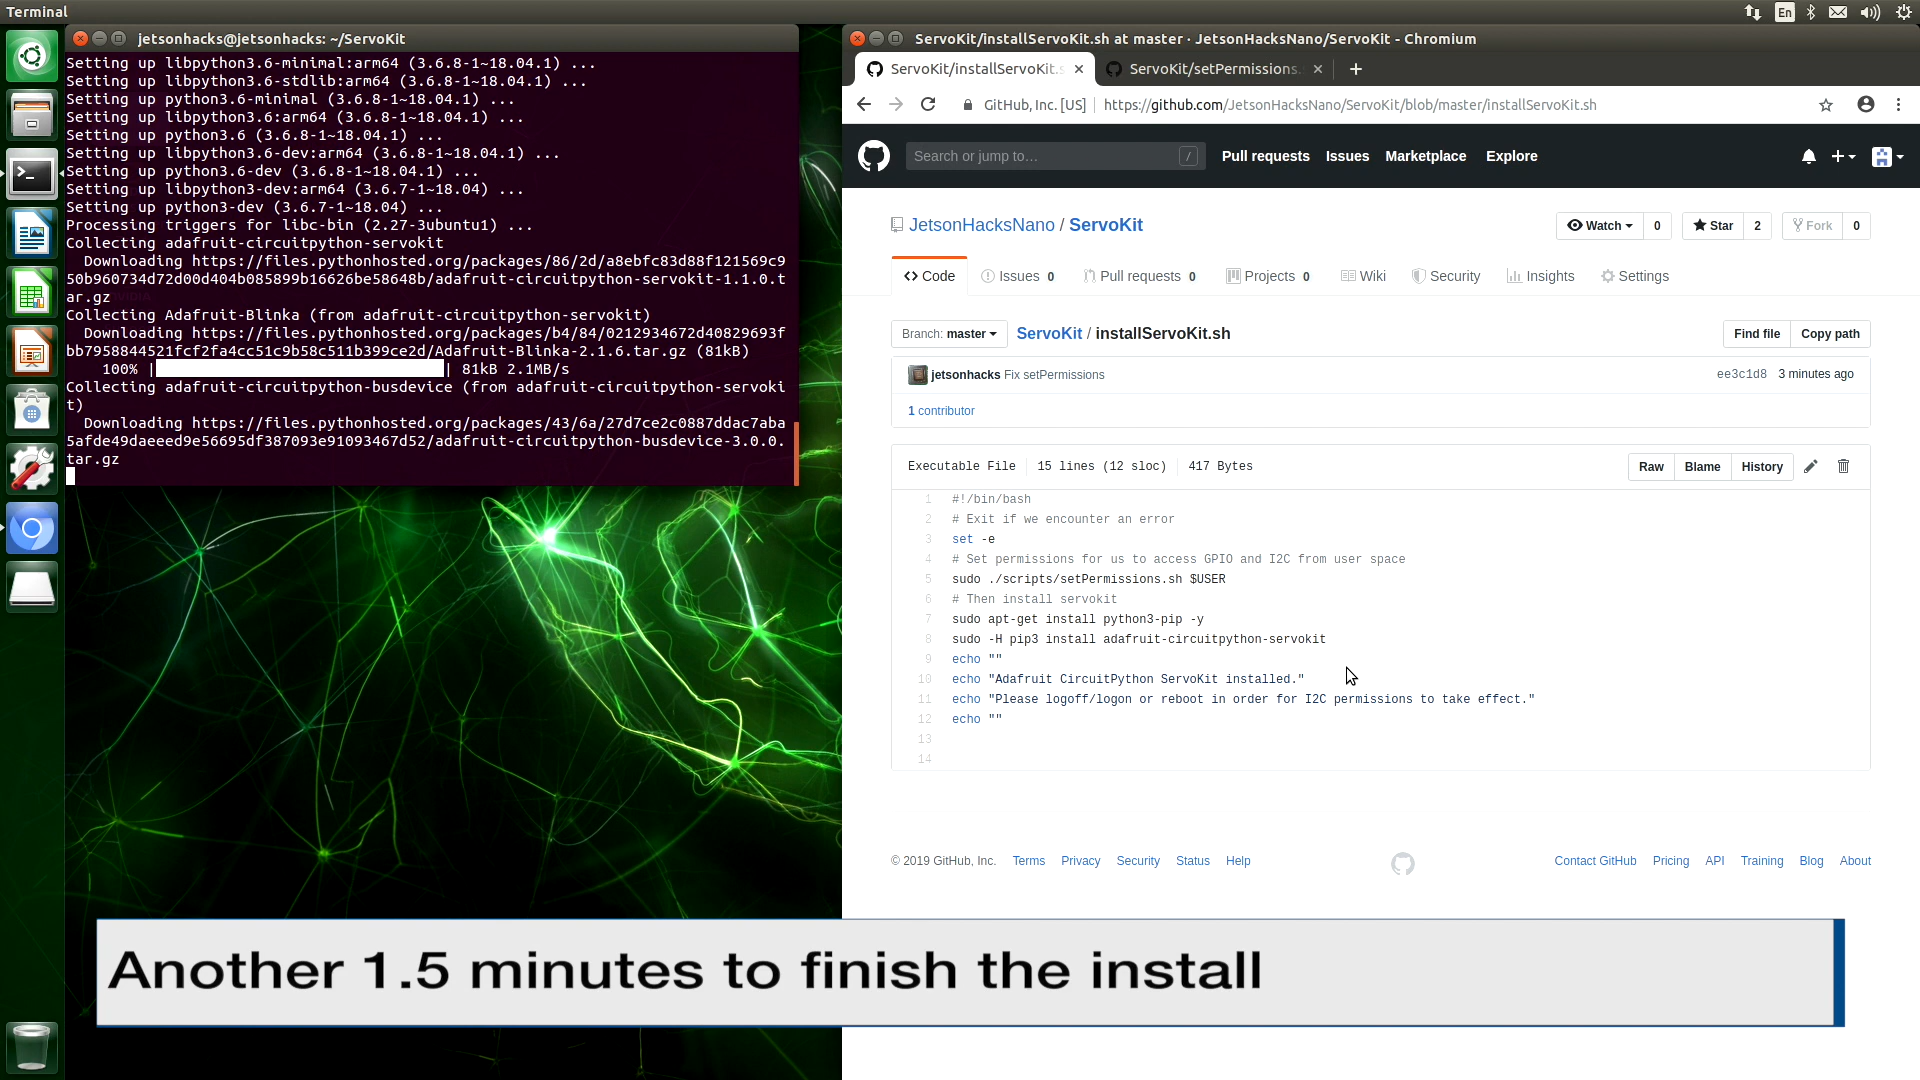 Terminal
En
jetsonhacks@jetsonhacks: ~/ServoKit
Setting up libpython3.6-minimal:arm64 (3.6.8-1~18.04.1) ...
Setting up libpython3.6-stdlib:arm64 (3.6.8-1~18.04.1) ...
Setting up python3.6-minimal (3.6.8-1~18.04.1) ...
Setting up libpython3.6:arm64 (3.6.8-1~18.04.1) ...
Setting up python3.6 (3.6.8-1~18.04.1) ...
Setting up libpython3.6-dev:arm64 (3.6.8-1~18.04.1) ...
Setting up python3.6-dev (3.6.8-1~18.04.1) ...
Setting up libpython3-dev:arm64 (3.6.7-1~18.04) ...
Setting up python3-dev (3.6.7-1~18.04) ...
Processing triggers for libc-bin (2.27-3ubuntu1) ...
Collecting adafruit-circuitpython-servokit
Downloading https://files.pythonhosted.org/packages/86/2d/a8ebfc83d88f121569c9
50b960734d72d00d404b085899b16626be58648b/adafruit-circuitpython-servokit-1.1.0.t
ar.gz
Collecting Adafruit-Blinka (from adafruit-circuitpython-servokit)
Downloading https://files.pythonhosted.org/packages/b4/84/0212934672d40829693f
bb7958844521fcf2fa4cc51c9b58c511b399ce2d/Adafruit-Blinka-2.1.6.tar.gz (81kB)
100% | | 81kB 2.1MB/s
Collecting adafruit-circuitpython-busdevice (from adafruit-circuitpython-servoki
t)
Downloading https://files.pythonhosted.org/packages/43/6a/27d7ce2c0887ddac7aba
5afde49daeeed9e56695df387093e91093467d52/adafruit-circuitpython-busdevice-3.0.0.
tar.gz
ServoKit/installServoKit.sh at master · JetsonHacksNano/ServoKit - Chromium
ServoKit/installServoKit.s
ServoKit/setPermissions.
GitHub, Inc. [US] | https://github.com/JetsonHacksNano/ServoKit/blob/master/installServoKit.sh
Search or jump to… /
Pull requests Issues Marketplace Explore
JetsonHacksNano / ServoKit
Watch 0 Star 2 Fork 0
Code Issues 0 Pull requests 0 Projects 0 Wiki Security Insights Settings
Branch: master ServoKit / installServoKit.sh Find file Copy path
jetsonhacks Fix setPermissions ee3c1d8 3 minutes ago
1 contributor
Executable File 15 lines (12 sloc) 417 Bytes Raw Blame History
1 #!/bin/bash
2 # Exit if we encounter an error
3 set -e
4 # Set permissions for us to access GPIO and I2C from user space
5 sudo ./scripts/setPermissions.sh $USER
6 # Then install servokit
7 sudo apt-get install python3-pip -y
8 sudo -H pip3 install adafruit-circuitpython-servokit
9 echo ""
10 echo "Adafruit CircuitPython ServoKit installed."
11 echo "Please logoff/logon or reboot in order for I2C permissions to take effect."
12 echo ""
13
14
© 2019 GitHub, Inc. Terms Privacy Security Status Help
Contact GitHub Pricing API Training Blog About
Another 1.5 minutes to finish the install